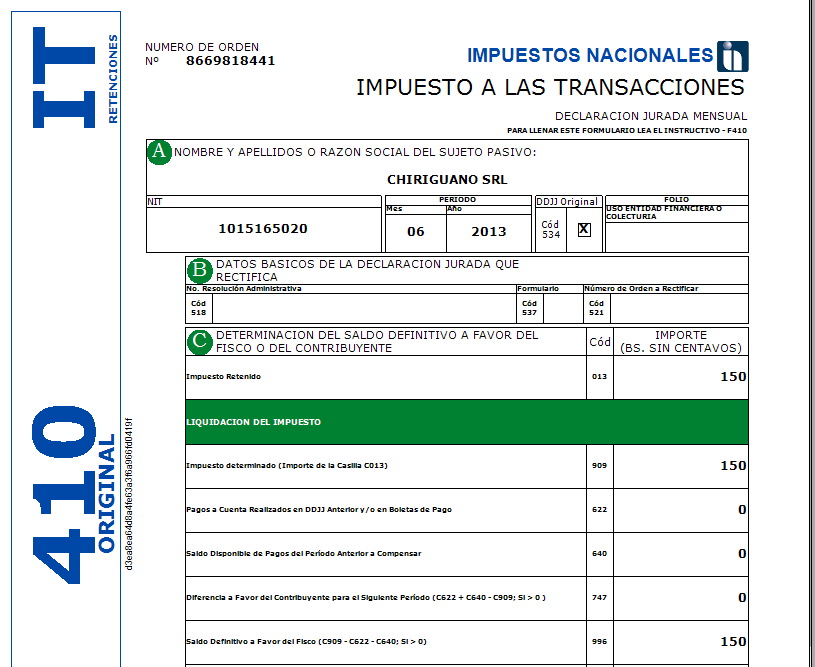 IT
RETENCIONES
NUMERO DE ORDEN
Nº 8669818441
IMPUESTOS NACIONALES
IMPUESTO A LAS TRANSACCIONES
DECLARACION JURADA MENSUAL
PARA LLENAR ESTE FORMULARIO LEA EL INSTRUCTIVO - F410
A NOMBRE Y APELLIDOS O RAZON SOCIAL DEL SUJETO PASIVO:
CHIRIGUANO SRL
NIT
1015165020
PERIODO
Mes Año
06 2013
DDJJ Original
Cód
534 X
FOLIO
USO ENTIDAD FINANCIERA O
COLECTURIA
B DATOS BASICOS DE LA DECLARACION JURADA QUE
RECTIFICA
No. Resolución Administrativa Formulario Número de Orden a Rectificar
Cód
518
Cód
537
Cód
521
C DETERMINACION DEL SALDO DEFINITIVO A FAVOR DEL
FISCO O DEL CONTRIBUYENTE
Cód
IMPORTE
(BS. SIN CENTAVOS)
Impuesto Retenido 013 150
LIQUIDACION DEL IMPUESTO
Impuesto determinado (Importe de la Casilla C013) 909 150
Pagos a Cuenta Realizados en DDJJ Anterior y/o en Boletas de Pago 622 0
Saldo Disponible de Pagos del Período Anterior a Compensar 640 0
Diferencia a Favor del Contribuyente para el Siguiente Período (C622 + C640 - C909; Si > 0 ) 747 0
Saldo Definitivo a Favor del Fisco (C909 - C622 - C640; Si > 0) 996 150
410
ORIGINAL